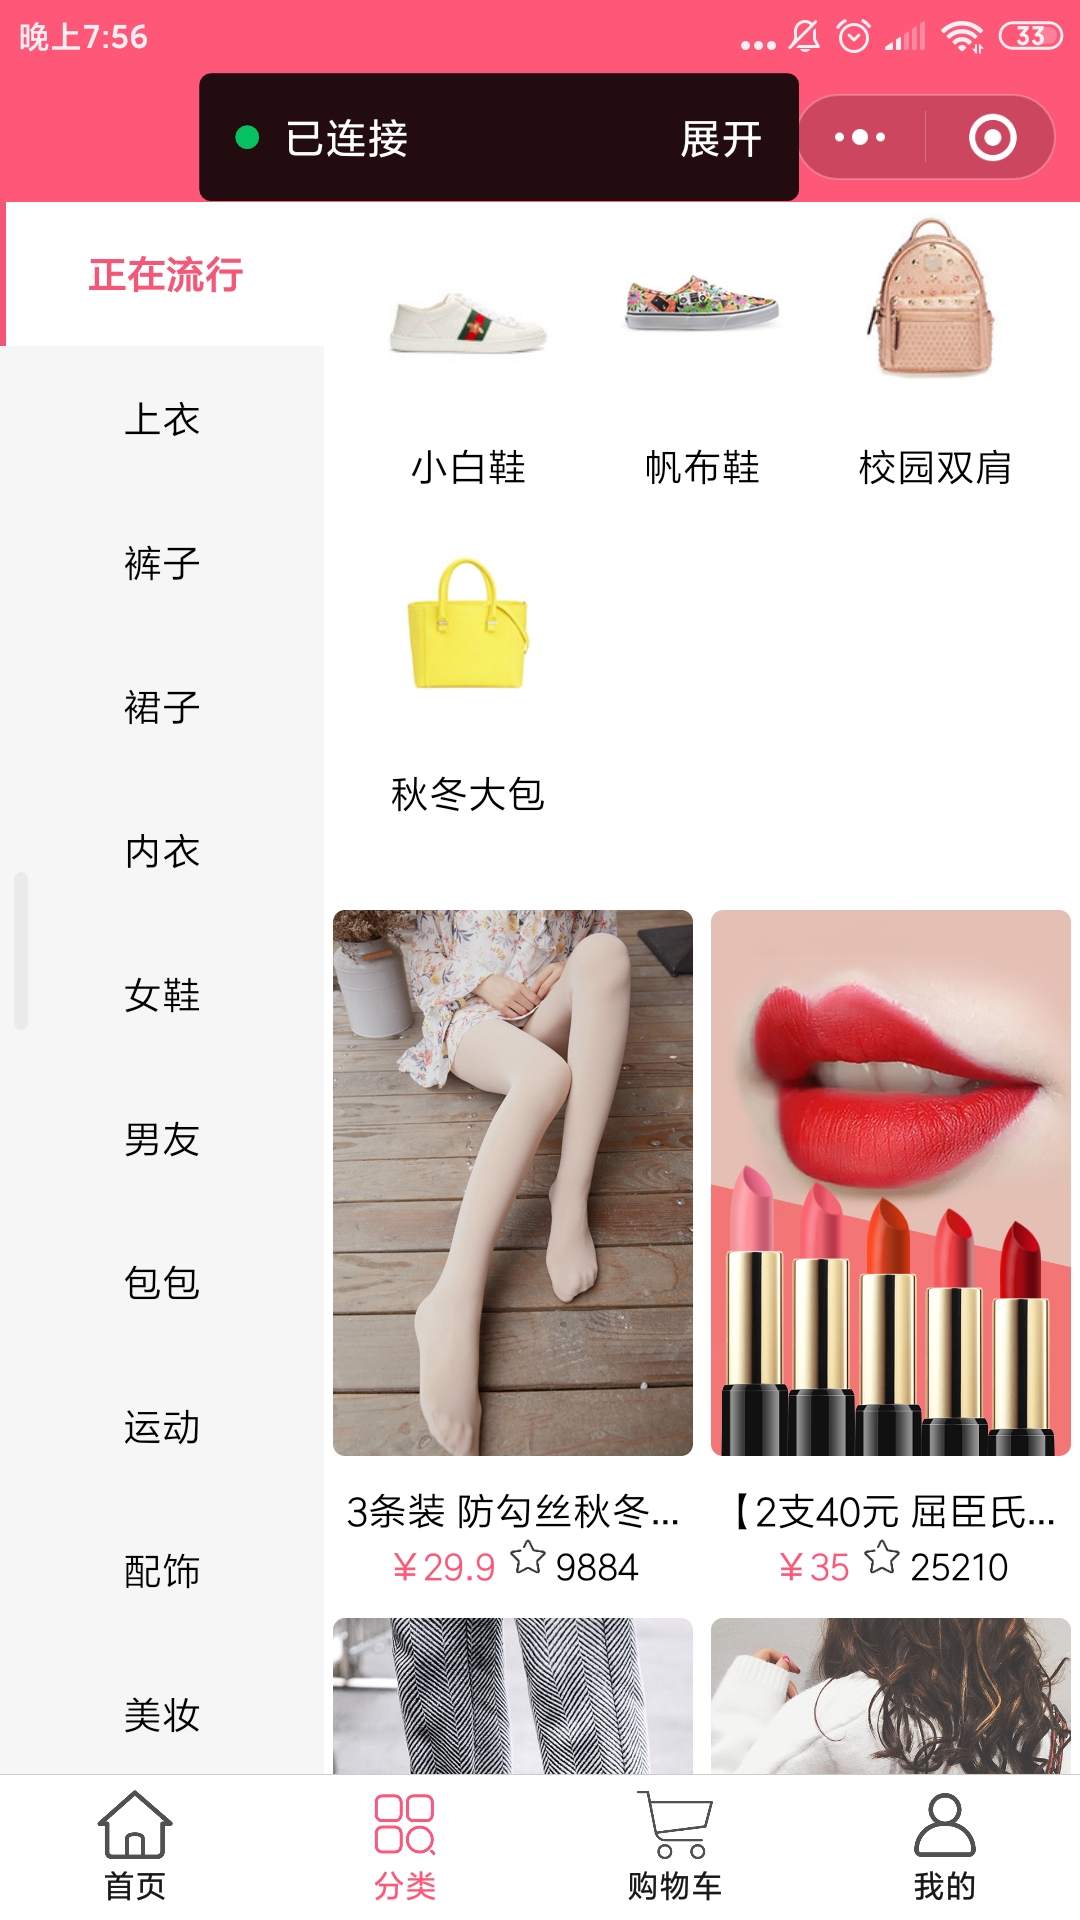 晚上7:56
33
已连接 展开
正在流行
上衣
裤子
裙子
内衣
女鞋
男友
包包
运动
配饰
美妆
小白鞋 帆布鞋 校园双肩
秋冬大包
3条装 防勾丝秋冬...
¥29.9 9884
【2支40元 屈臣氏...
¥35 25210
首页 分类 购物车 我的